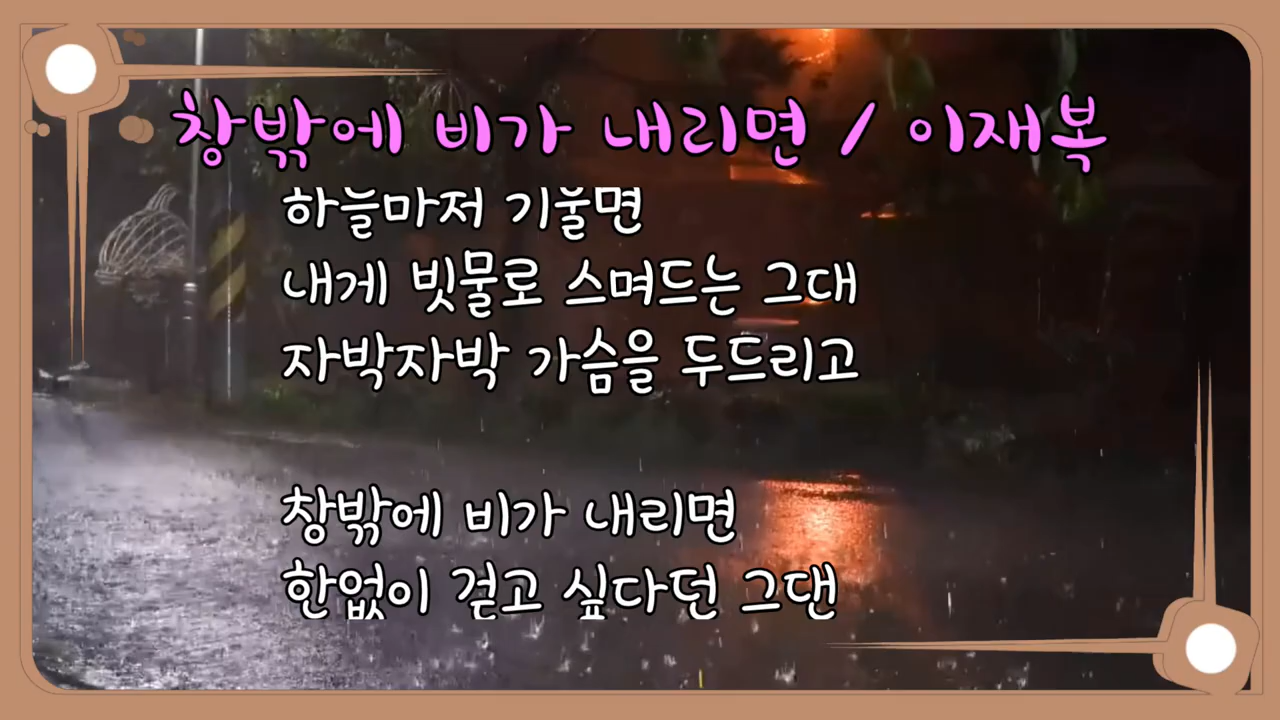 창밖에 비가 내리면 / 이재복
하늘마저 기울면
내게 빗물로 스며드는 그대
자박자박 가슴을 두드리고
창밖에 비가 내리면
한없이 걷고 싶다던 그댄